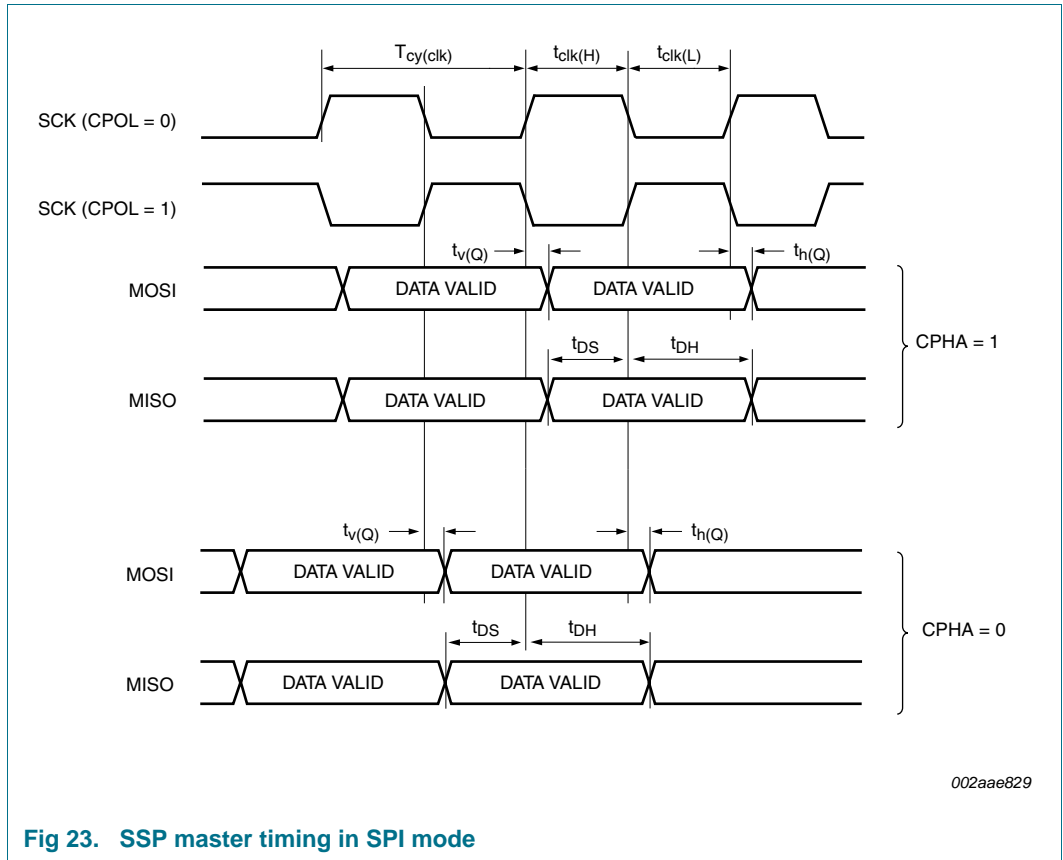 Tcy(clk) tclk(H) tclk(L)
SCK (CPOL = 0)
SCK (CPOL = 1)
tv(Q) th(Q)
MOSI DATA VALID DATA VALID
CPHA = 1
tDS tDH
MISO DATA VALID DATA VALID
tv(Q) th(Q)
MOSI DATA VALID DATA VALID
CPHA = 0
tDS tDH
MISO DATA VALID DATA VALID
002aae829
Fig 23. SSP master timing in SPI mode